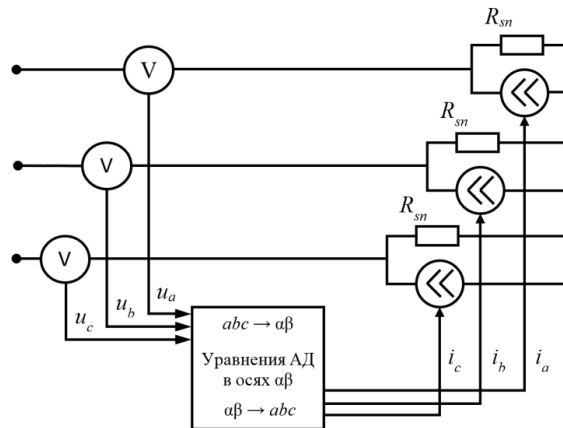 R_sn
V
R_sn
V
R_sn
V
u_a
u_b
u_c
abc → αβ
Уравнения АД
в осях αβ
αβ → abc
i_c
i_b
i_a